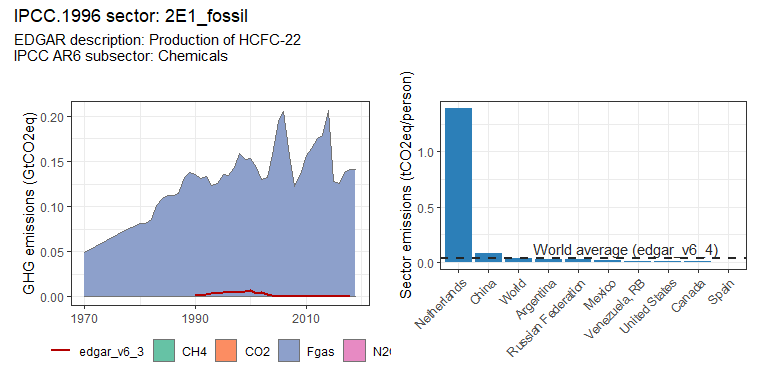 IPCC.1996 sector: 2E1_fossil
EDGAR description: Production of HCFC-22
IPCC AR6 subsector: Chemicals
GHG emissions (GtCO2eq)
0.20
0.15
0.10
0.05
0.00
1970
1990
2010
edgar_v6_3
CH4
CO2
Fgas
N2
Sector emissions (tCO2eq/person)
1.0
0.5
0.0
World average (edgar_v6_4)
Netherlands
China
World
Argentina
Russian Federation
Mexico
Venezuela, RB
United States
Canada
Spain